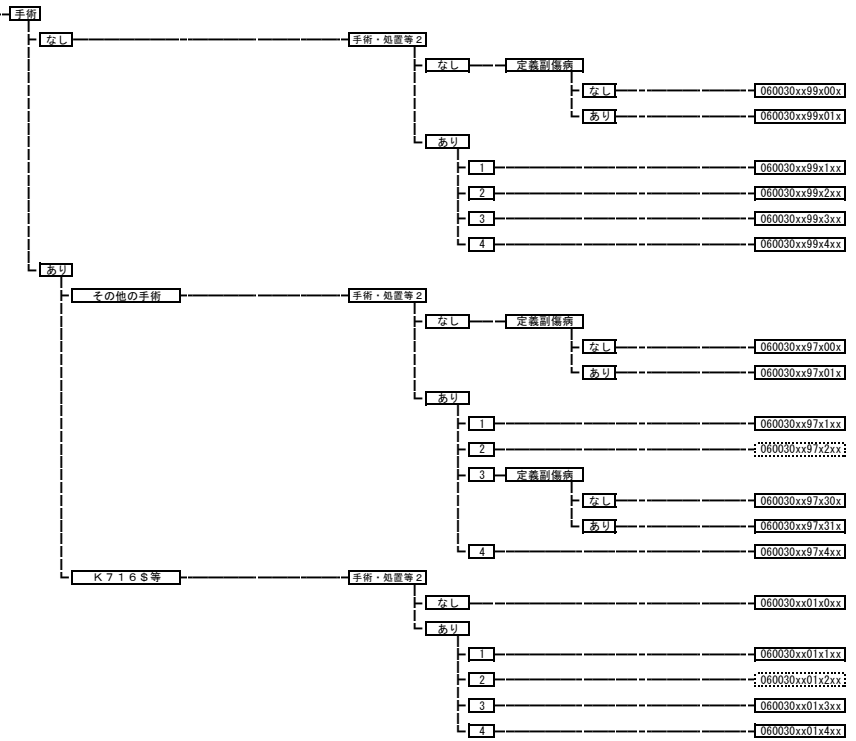 手術
なし 手術・処置等２
なし 定義副傷病
なし 060030xx99x00x
あり 060030xx99x01x
あり
1 060030xx99x1xx
2 060030xx99x2xx
3 060030xx99x3xx
4 060030xx99x4xx
あり
その他の手術 手術・処置等２
なし 定義副傷病
なし 060030xx97x00x
あり 060030xx97x01x
あり
1 060030xx97x1xx
2 060030xx97x2xx
3 定義副傷病
なし 060030xx97x30x
あり 060030xx97x31x
4 060030xx97x4xx
Ｋ７１６＄等 手術・処置等２
なし 060030xx01x0xx
あり
1 060030xx01x1xx
2 060030xx01x2xx
3 060030xx01x3xx
4 060030xx01x4xx